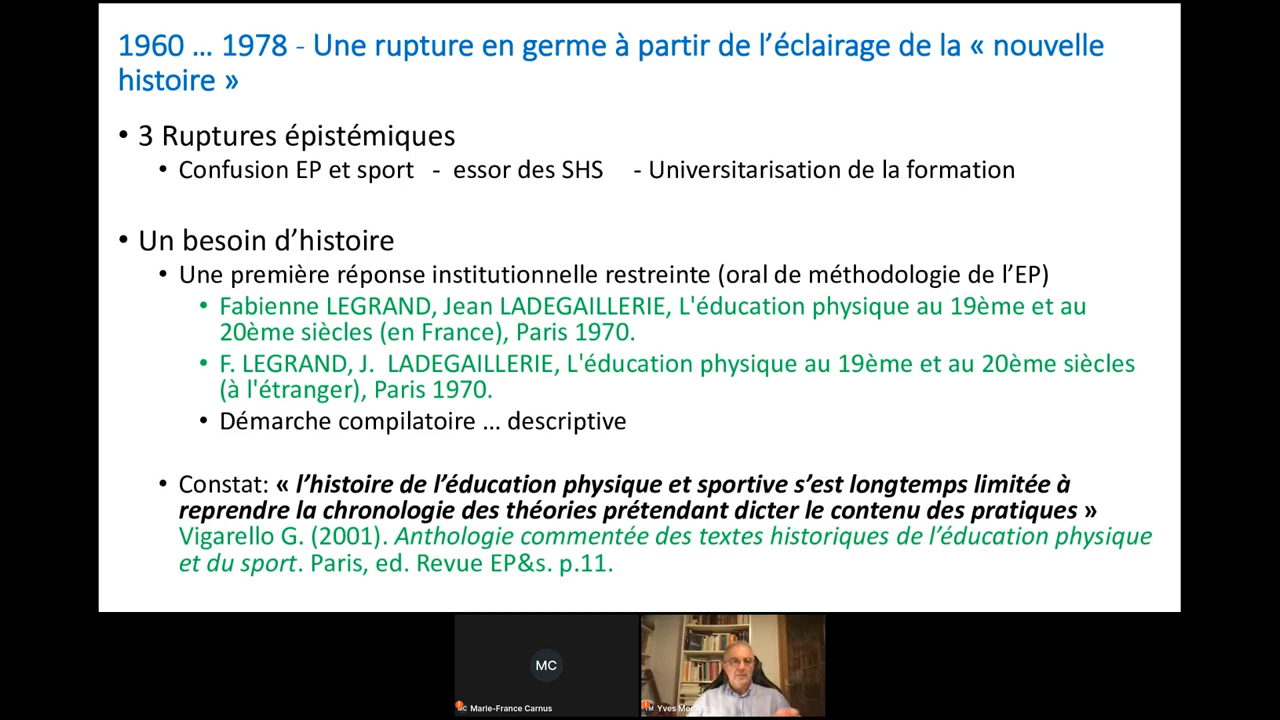 1960 … 1978 - Une rupture en germe à partir de l’éclairage de la « nouvelle
histoire »
• 3 Ruptures épistémiques
• Confusion EP et sport - essor des SHS - Universitarisation de la formation
• Un besoin d’histoire
• Une première réponse institutionnelle restreinte (oral de méthodologie de l’EP)
• Fabienne LEGRAND, Jean LADEGAILLERIE, L'éducation physique au 19ème et au
20ème siècles (en France), Paris 1970.
• F. LEGRAND, J. LADEGAILLERIE, L'éducation physique au 19ème et au 20ème siècles
(à l'étranger), Paris 1970.
• Démarche compilatoire … descriptive
• Constat: « l’histoire de l’éducation physique et sportive s’est longtemps limitée à
reprendre la chronologie des théories prétendant dicter le contenu des pratiques »
Vigarello G. (2001). Anthologie commentée des textes historiques de l’éducation physique
et du sport. Paris, ed. Revue EP&s. p.11.
MC
Marie-France Carnus
Yves